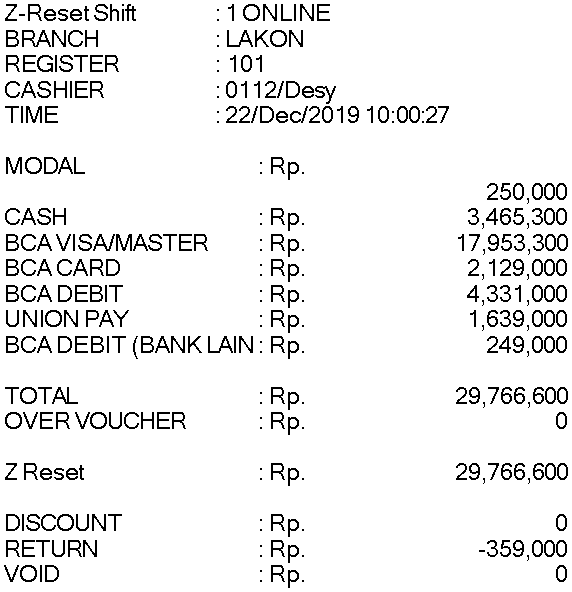 Z-Reset Shift : 1 ONLINE
BRANCH : LAKON
REGISTER : 101
CASHIER : 0112/Desy
TIME : 22/Dec/2019 10:00:27
MODAL : Rp.
250,000
CASH : Rp. 3,465,300
BCA VISA/MASTER : Rp. 17,953,300
BCA CARD : Rp. 2,129,000
BCA DEBIT : Rp. 4,331,000
UNION PAY : Rp. 1,639,000
BCA DEBIT (BANK LAIN : Rp. 249,000
TOTAL : Rp. 29,766,600
OVER VOUCHER : Rp. 0
Z Reset : Rp. 29,766,600
DISCOUNT : Rp. 0
RETURN : Rp. -359,000
VOID : Rp. 0